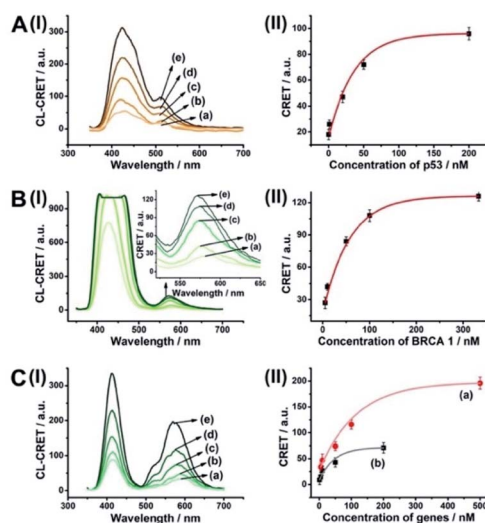 A (I)
CL-CRET / a.u.
300
200
100
0
(e)
(d)
(c)
(b)
(a)
300 400 500 600 700
Wavelength / nm
(II)
CRET / a.u.
100
80
60
40
20
0 50 100 150 200
Concentration of p53 / nM
B (I)
CL-CRET / a.u.
900
600
300
0
CRET / a.u.
120
90
60
30
0
(e)
(d)
(c)
(b)
(a)
550 600 650
Wavelength / nm
400 500 600 700
Wavelength / nm
(II)
CRET / a.u.
120
90
60
30
0
0 100 200 300
Concentration of BRCA 1/ nM
C (I)
CL-CRET / a.u.
300
200
100
0
(e)
(d)
(c)
(b)
(a)
400 500 600 700
Wavelength / nm
(II)
CRET / a.u.
200
150
100
50
0
(a)
(b)
0 100 200 300 400 500
Concentration of genes / nM